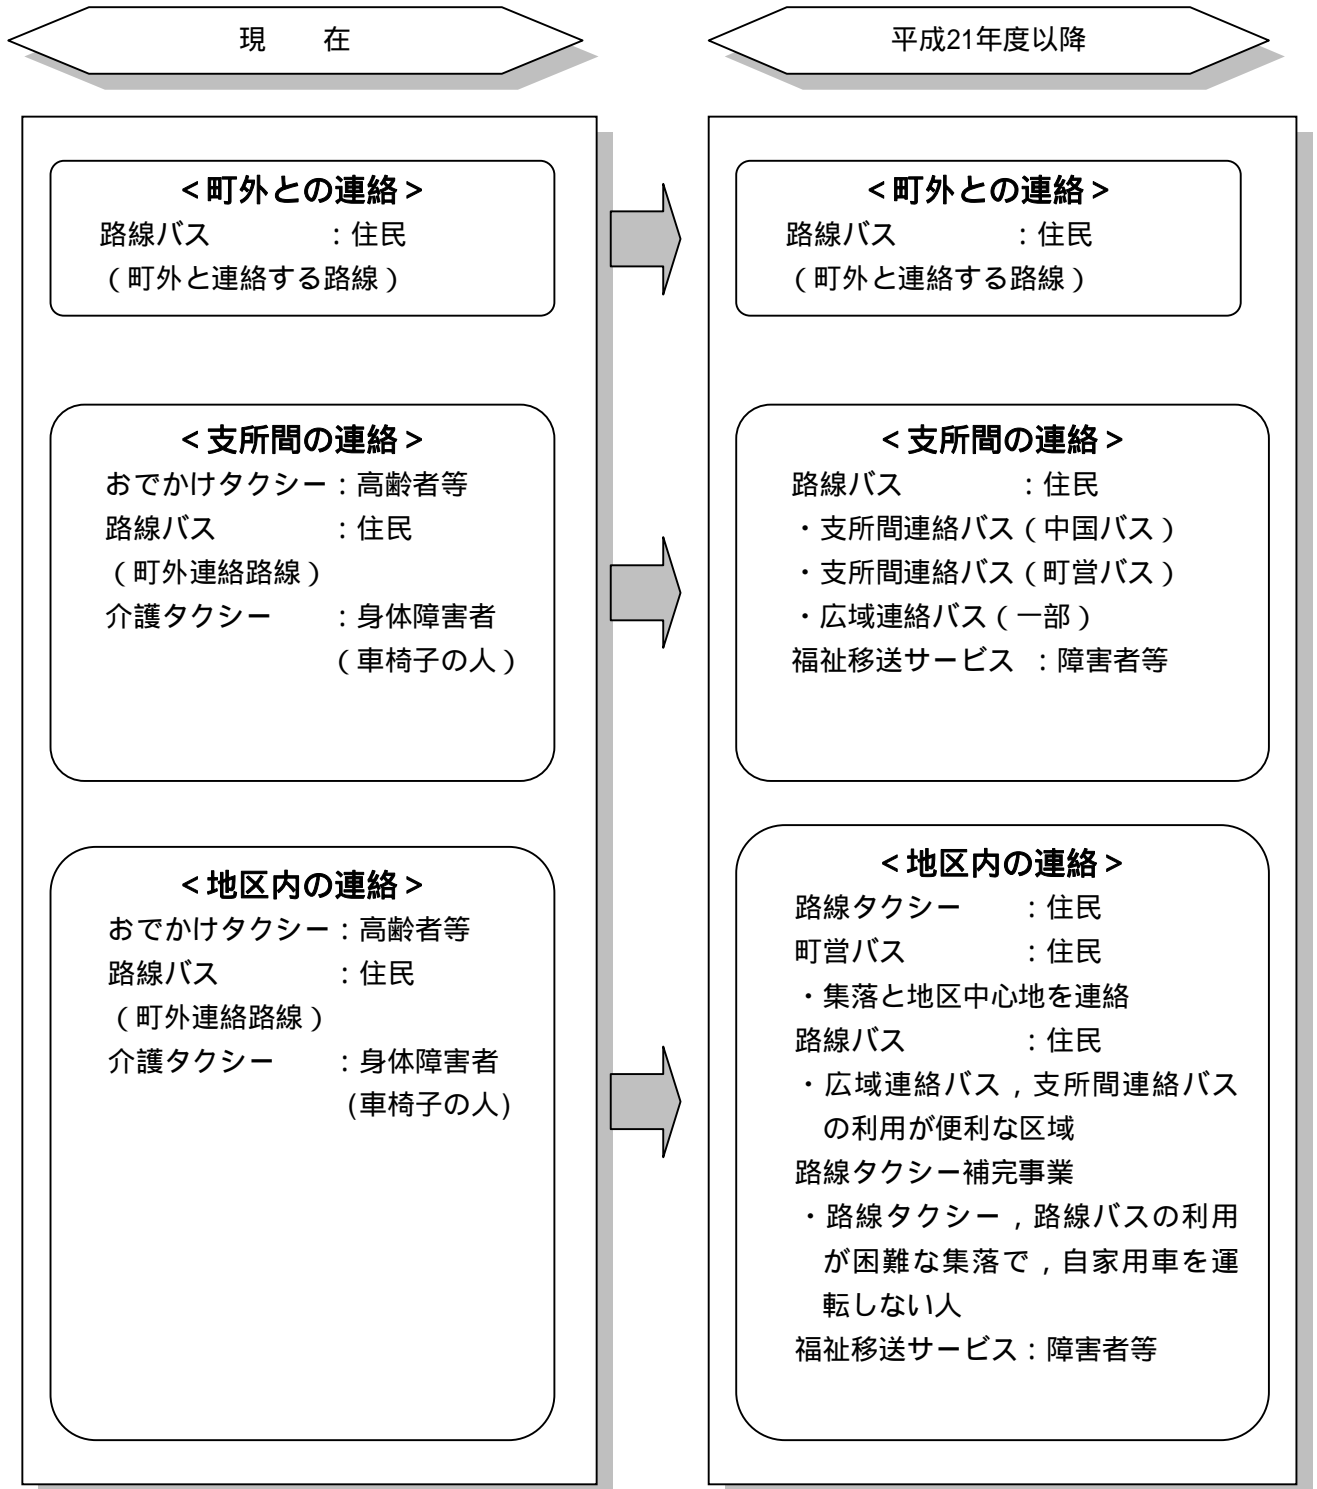 現　　在
＜町外との連絡＞
路線バス　　　　：住民
（町外と連絡する路線）
＜支所間の連絡＞
おでかけタクシー：高齢者等
路線バス　　　　：住民
（町外連絡路線）
介護タクシー　　：身体障害者
（車椅子の人）
＜地区内の連絡＞
おでかけタクシー：高齢者等
路線バス　　　　：住民
（町外連絡路線）
介護タクシー　　：身体障害者
(車椅子の人)
平成21年度以降
＜町外との連絡＞
路線バス　　　　：住民
（町外と連絡する路線）
＜支所間の連絡＞
路線バス　　　　：住民
・支所間連絡バス（中国バス）
・支所間連絡バス（町営バス）
・広域連絡バス（一部）
福祉移送サービス：障害者等
＜地区内の連絡＞
路線タクシー　　：住民
町営バス　　　　：住民
・集落と地区中心地を連絡
路線バス　　　　：住民
・広域連絡バス，支所間連絡バス
の利用が便利な区域
路線タクシー補完事業
・路線タクシー，路線バスの利用
が困難な集落で，自家用車を運
転しない人
福祉移送サービス：障害者等